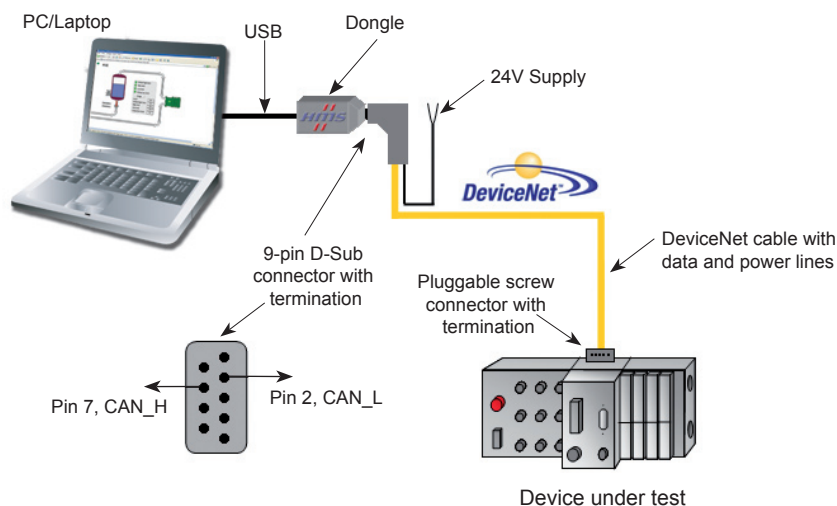 PC/Laptop
USB
Dongle
24V Supply
HMS
DeviceNet™
9-pin D-Sub
connector with
termination
Pluggable screw
connector with
termination
DeviceNet cable with
data and power lines
Pin 7, CAN_H
Pin 2, CAN_L
Device under test